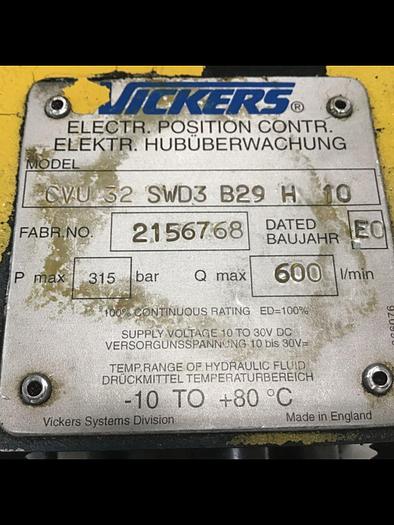 VICKERS®
ELECTR. POSITION CONTR.
ELEKTR. HUBÜBERWACHUNG
MODEL
CVU 32 SWD3 B29 H 10
FABR.NO. 2156768 DATED BAUJAHR EO
P max 315 bar Q max 600 l/min
100% CONTINUOUS RATING ED=100%
SUPPLY VOLTAGE 10 TO 30V DC
VERSORGUNSSPANNUNG 10 bis 30V=
TEMP.RANGE OF HYDRAULIC FLUID
DRÜCKMITTEL TEMPERATURBEREICH
-10 TO +80 °C
Vickers Systems Division Made in England